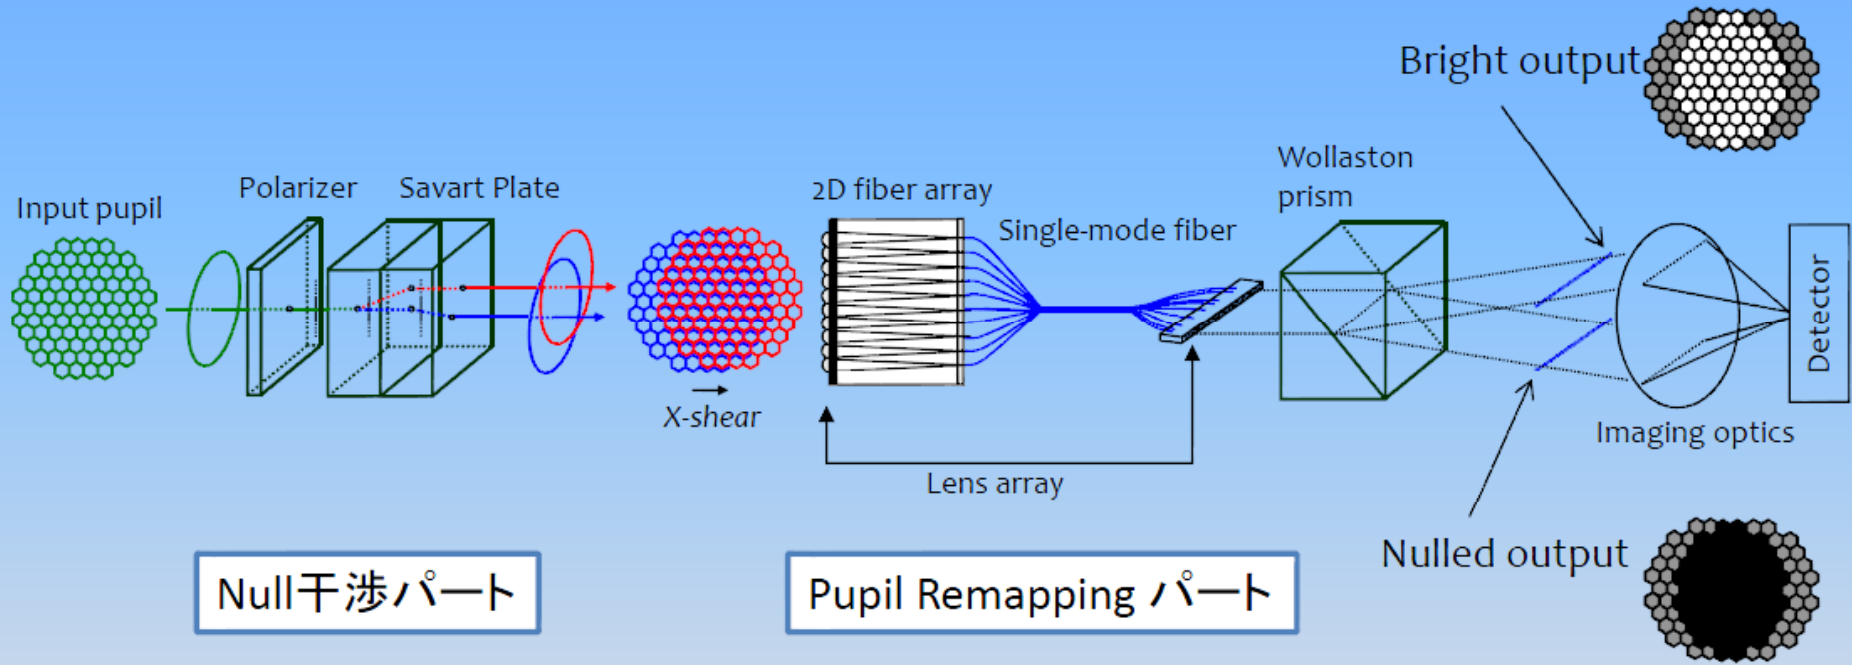 Bright output
Wollaston
prism
Polarizer
Savart Plate
2D fiber array
Input pupil
Single-mode fiber
Detector
X-shear
Imaging optics
Lens array
Nulled output
Null干渉パート
Pupil Remapping パート